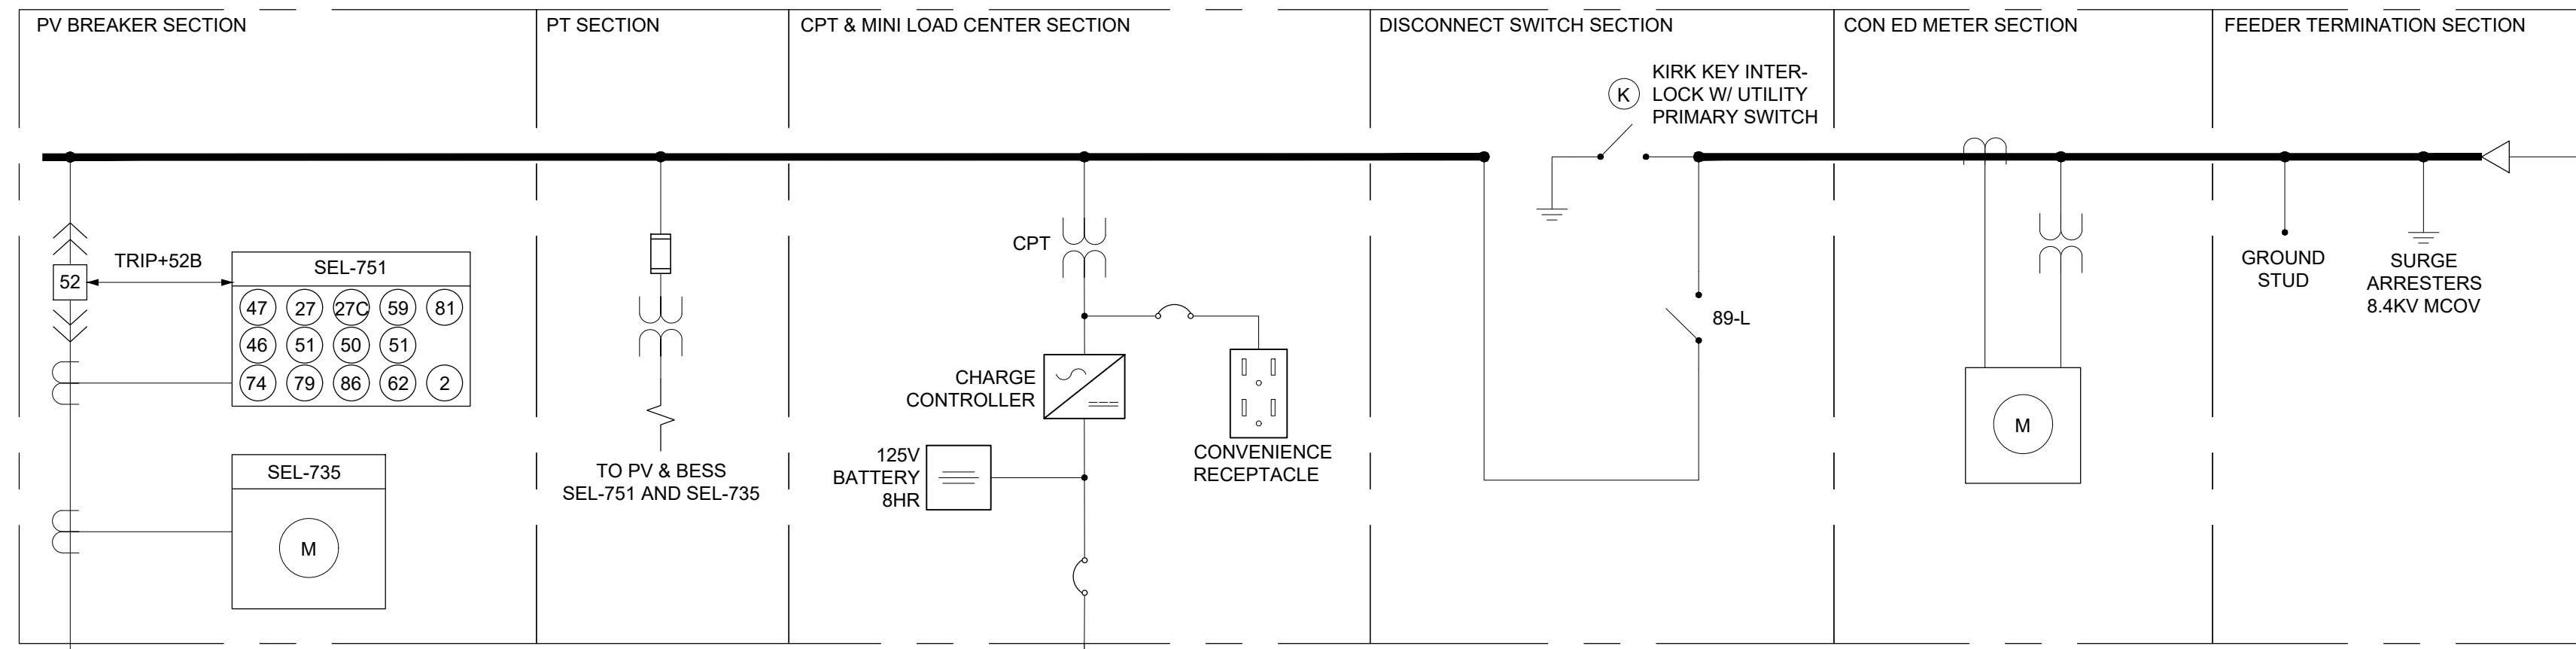 PV BREAKER SECTION
PT SECTION
CPT & MINI LOAD CENTER SECTION
DISCONNECT SWITCH SECTION
CON ED METER SECTION
FEEDER TERMINATION SECTION
KIRK KEY INTER-
LOCK W/ UTILITY
PRIMARY SWITCH
K
TRIP+52B
52
SEL-751
47 27 27C 59 81
46 51 50 51
74 79 86 62 2
SEL-735
M
TO PV & BESS
SEL-751 AND SEL-735
CPT
CHARGE
CONTROLLER
125V
BATTERY
8HR
CONVENIENCE
RECEPTACLE
89-L
M
GROUND
STUD
SURGE
ARRESTERS
8.4KV MCOV